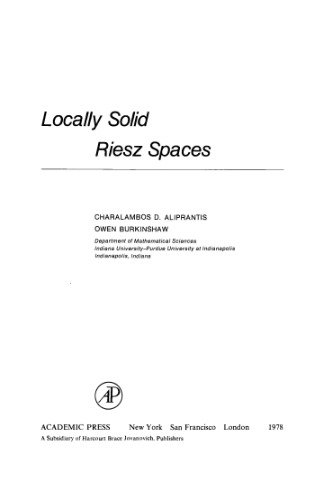 Locally Solid
Riesz Spaces
CHARALAMBOS D. ALIPRANTIS
OWEN BURKINSHAW
Department of Mathematical Sciences
Indiana University–Purdue University at Indianapolis
Indianapolis, Indiana
AP
ACADEMIC PRESS New York San Francisco London 1978
A Subsidiary of Harcourt Brace Jovanovich, Publishers